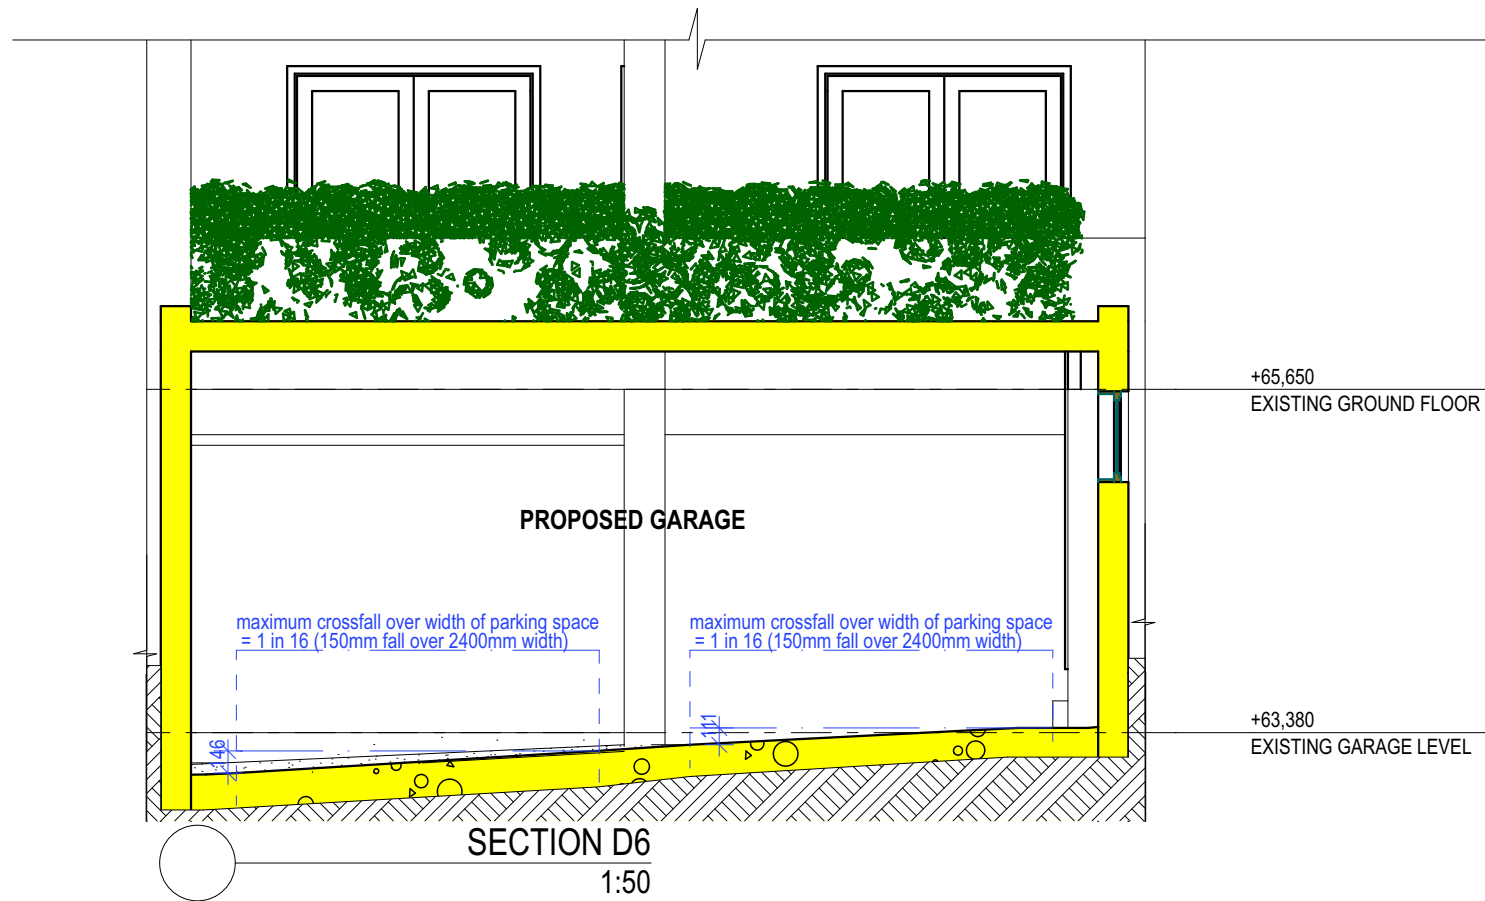 +65,650
EXISTING GROUND FLOOR
PROPOSED GARAGE
maximum crossfall over width of parking space
= 1 in 16 (150mm fall over 2400mm width)
maximum crossfall over width of parking space
= 1 in 16 (150mm fall over 2400mm width)
146
111
+63,380
EXISTING GARAGE LEVEL
SECTION D6
1:50